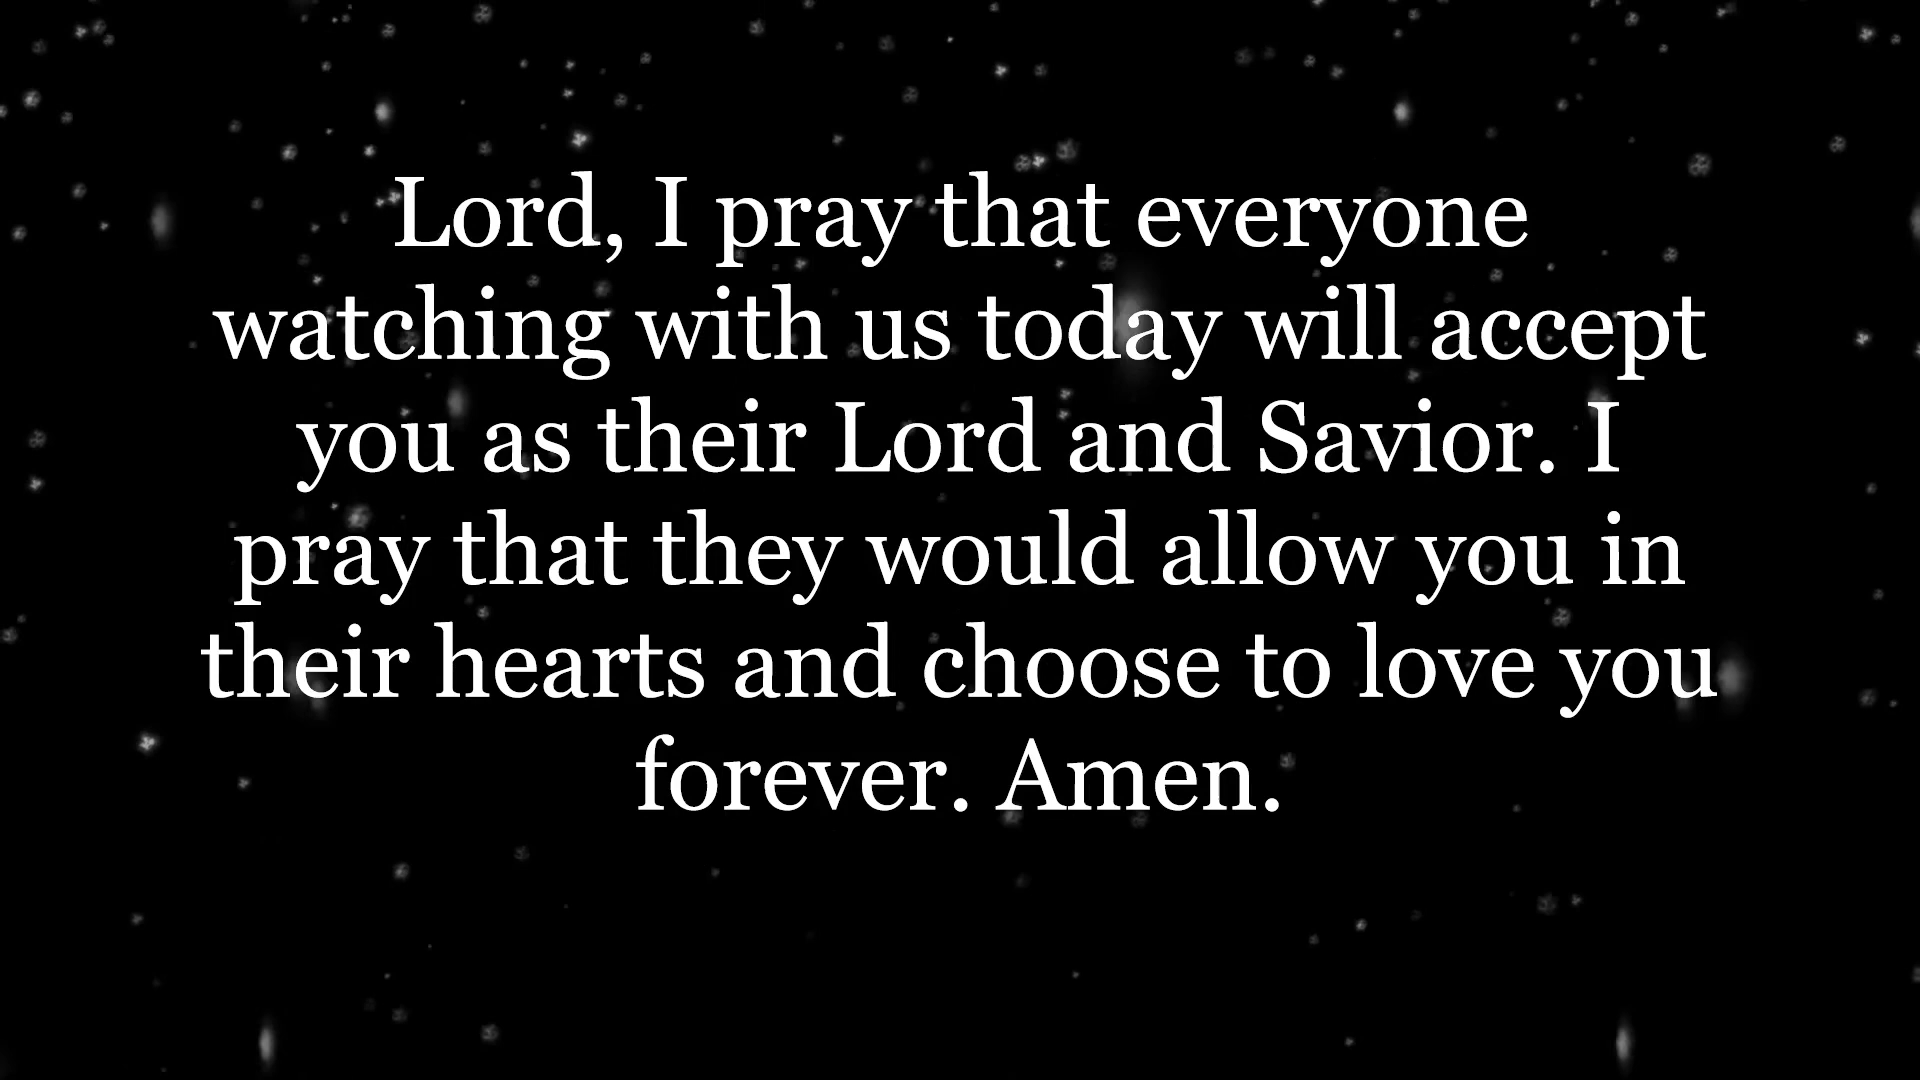 Lord, I pray that everyone
watching with us today will accept
you as their Lord and Savior. I
pray that they would allow you in
their hearts and choose to love you
forever. Amen.